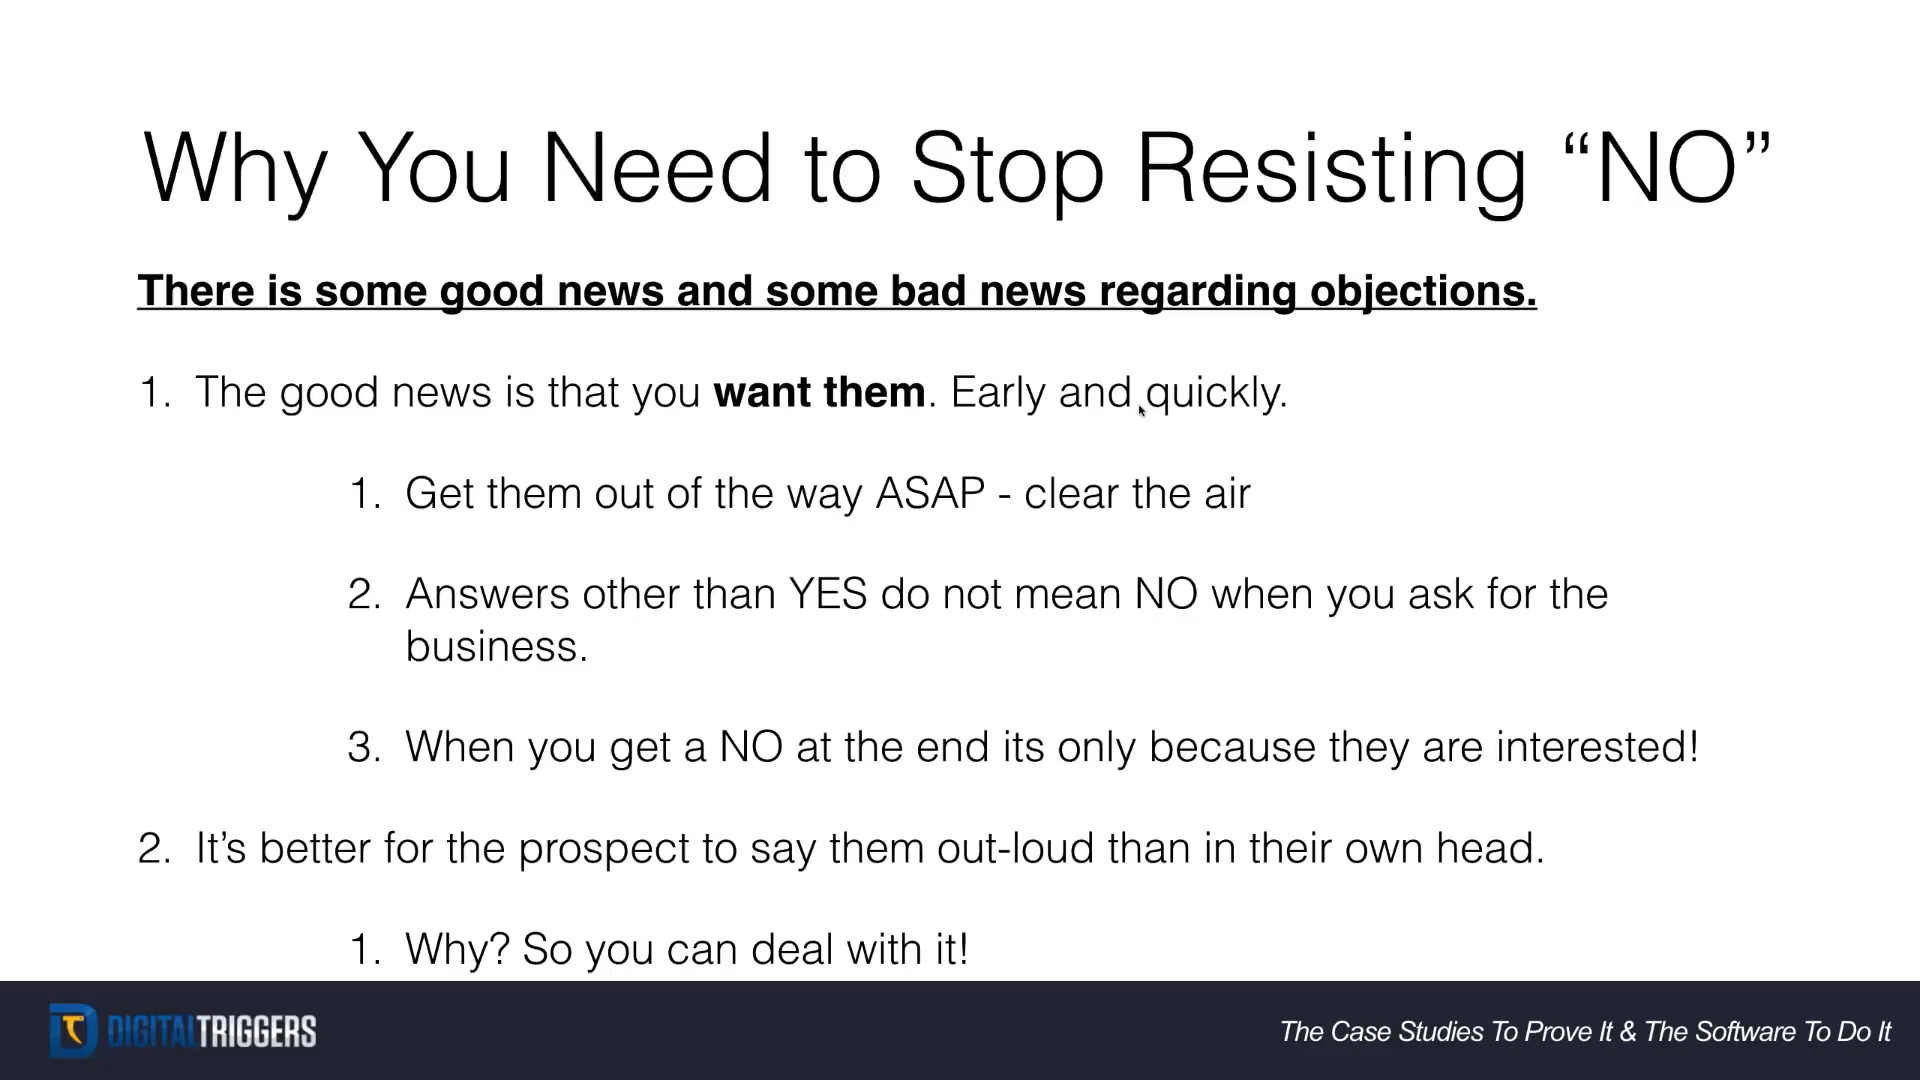 Why You Need to Stop Resisting “NO”
There is some good news and some bad news regarding objections.
1. The good news is that you want them. Early and quickly.
1. Get them out of the way ASAP - clear the air
2. Answers other than YES do not mean NO when you ask for the
business.
3. When you get a NO at the end its only because they are interested!
2. It’s better for the prospect to say them out-loud than in their own head.
1. Why? So you can deal with it!
DIGITALTRIGGERS
The Case Studies To Prove It & The Software To Do It